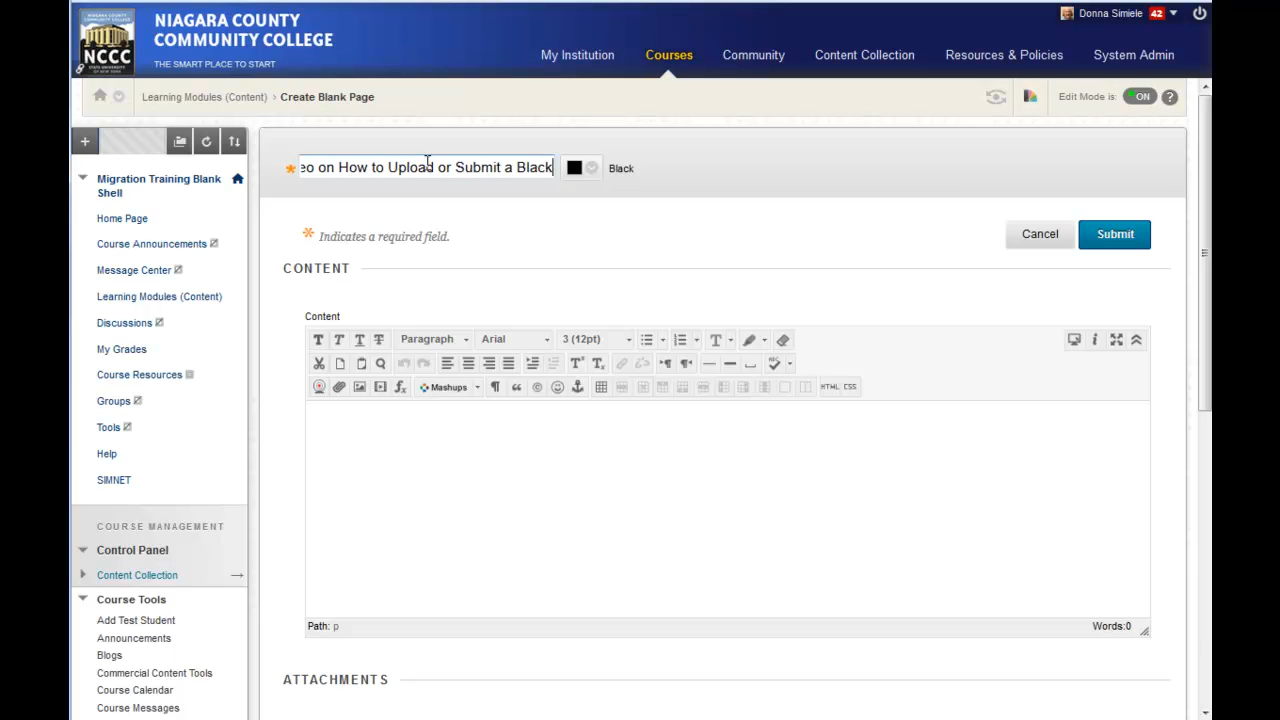 NIAGARA COUNTY
COMMUNITY COLLEGE
THE SMART PLACE TO START
NCCC
Donna Simiele 42
My Institution Courses Community Content Collection Resources & Policies System Admin
Learning Modules (Content) > Create Blank Page
Edit Mode is: ON ?
Migration Training Blank
Shell
Home Page
Course Announcements
Message Center
Learning Modules (Content)
Discussions
My Grades
Course Resources
Groups
Tools
Help
SIMNET
COURSE MANAGEMENT
Control Panel
Content Collection
Course Tools
Add Test Student
Announcements
Blogs
Commercial Content Tools
Course Calendar
Course Messages
* eo on How to Upload or Submit a Black Black
* Indicates a required field.
Cancel Submit
CONTENT
Content
T T T T Paragraph Arial 3 (12pt) T
ABC
Mashups HTML CSS
Path: p Words:0
ATTACHMENTS